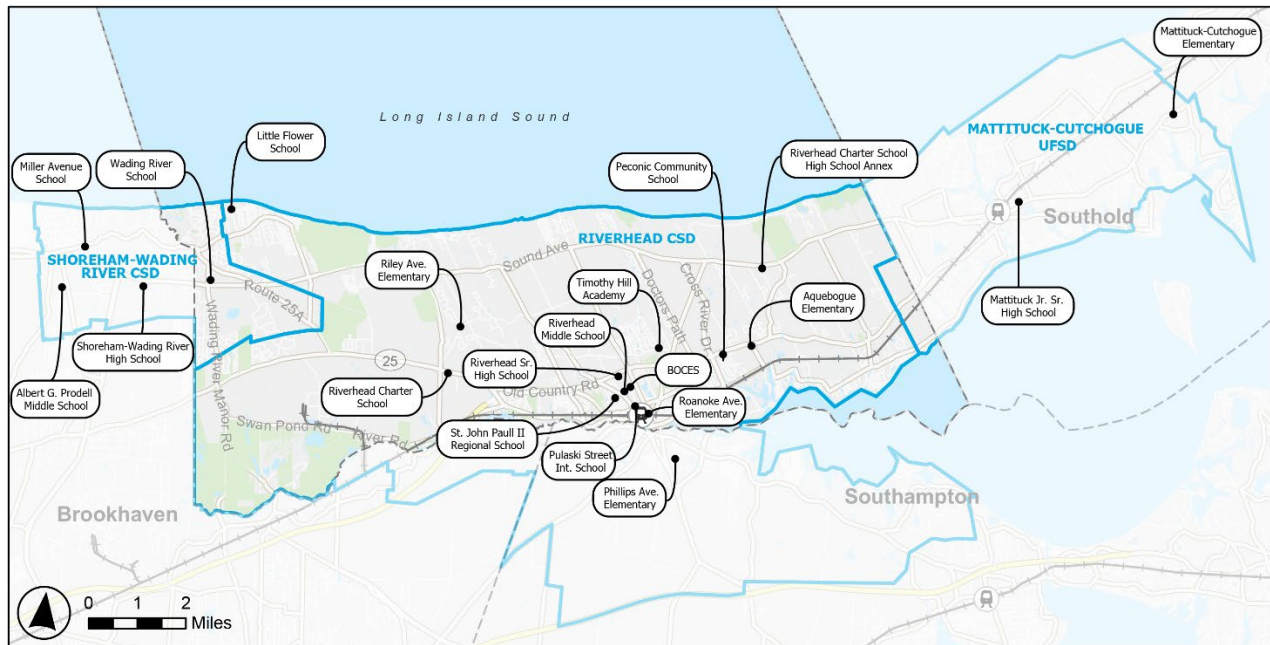 Mattituck-Cutchogue
Elementary
Long Island Sound
MATTITUCK-CUTCHOGUE
UFSD
Little Flower
School
Wading River
School
Miller Avenue
School
Peconic Community
School
Riverhead Charter School
High School Annex
Southold
RIVERHEAD CSD
SHOREHAM-WADING
RIVER CSD
Sound Ave
Riley Ave.
Elementary
Timothy Hill
Academy
Doctors Path
Cross River Dr
Route 25A
Aquebogue
Elementary
Mattituck Jr. Sr.
High School
Riverhead
Middle School
Shoreham-Wading River
High School
Wading River Manor Rd
25
Riverhead Sr.
High School
BOCES
Albert G. Prodell
Middle School
Riverhead Charter
School
Old Country Rd
Roanoke Ave.
Elementary
Swan Pond Rd
River Rd
St. John Paull II
Regional School
Pulaski Street
Int. School
Phillips Ave.
Elementary
Southampton
Brookhaven
0 1 2
Miles